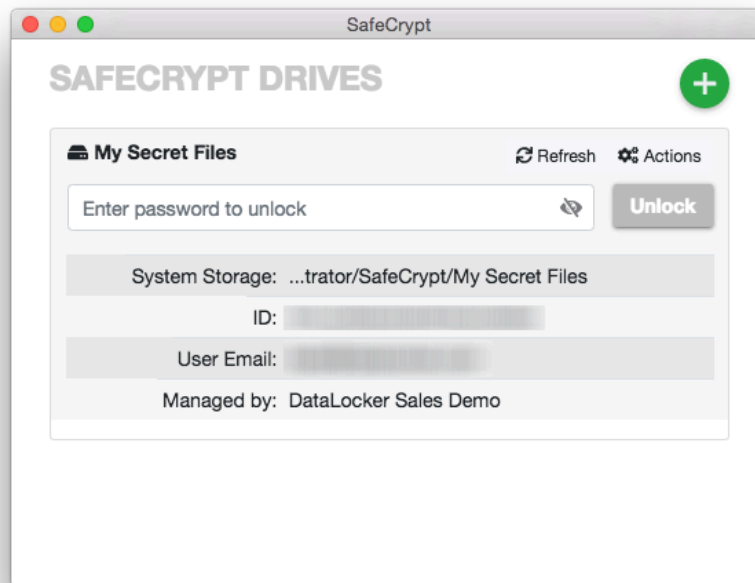 SafeCrypt
SAFECRYPT DRIVES
My Secret Files Refresh Actions
Enter password to unlock Unlock
System Storage: ...trator/SafeCrypt/My Secret Files
ID:
User Email:
Managed by: DataLocker Sales Demo